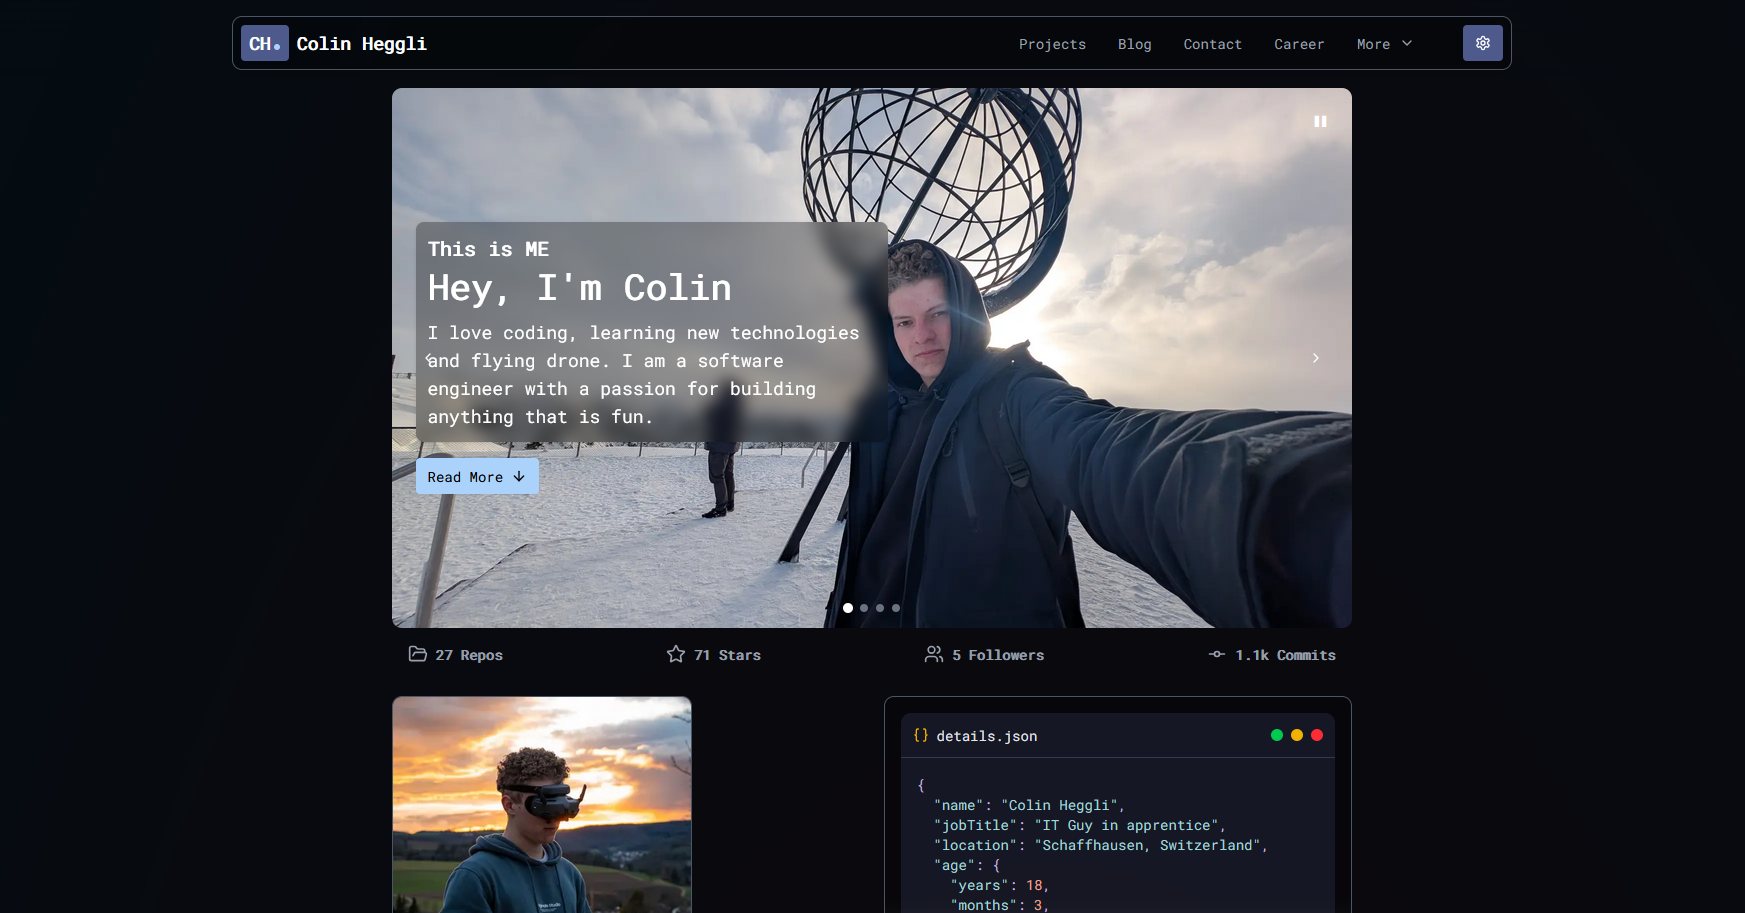 CH. Colin Heggli
Projects Blog Contact Career More
This is ME
Hey, I'm Colin
I love coding, learning new technologies
and flying drone. I am a software
engineer with a passion for building
anything that is fun.
Read More
27 Repos 71 Stars 5 Followers 1.1k Commits
{} details.json
{
"name": "Colin Heggli",
"jobTitle": "IT Guy in apprentice",
"location": "Schaffhausen, Switzerland",
"age": {
"years": 18,
"months": 3,